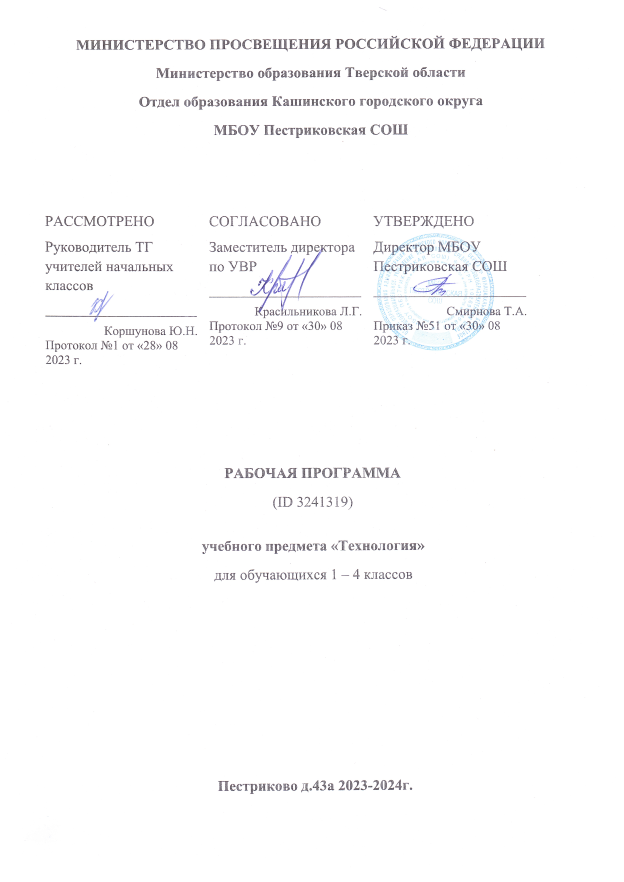 МИНИСТЕРСТВО ПРОСВЕЩЕНИЯ РОССИЙСКОЙ ФЕДЕРАЦИИ
Министерство образования Тверской области
Отдел образования Кашинского городского округа
МБОУ Пестриковская СОШ
РАССМОТРЕНО
Руководитель ТГ
учителей начальных
классов
Коршунова Ю.Н.
Протокол №1 от «28» 08
2023 г.
СОГЛАСОВАНО
Заместитель директора
по УВР
Красильникова Л.Г.
Протокол №9 от «30» 08
2023 г.
УТВЕРЖДЕНО
Директор МБОУ
Пестриковская СОШ
Смирнова Т.А.
Приказ №51 от «30» 08
2023 г.
РАБОЧАЯ ПРОГРАММА
(ID 3241319)
учебного предмета «Технология»
для обучающихся 1 – 4 классов
Пестриково д.43а 2023-2024г.